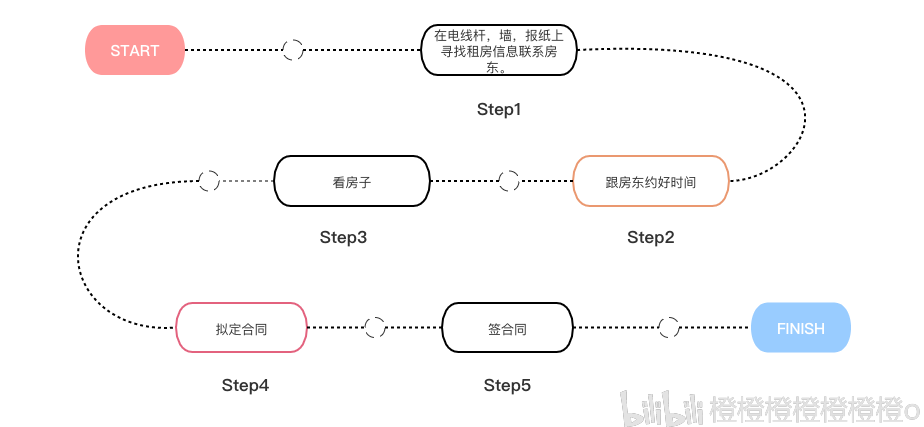 START
在电线杆，墙，报纸上
寻找租房信息联系房
东。
Step1
看房子
跟房东约好时间
Step3
Step2
拟定合同
签合同
FINISH
Step4
Step5
bilibili 橙橙橙橙橙橙橙o